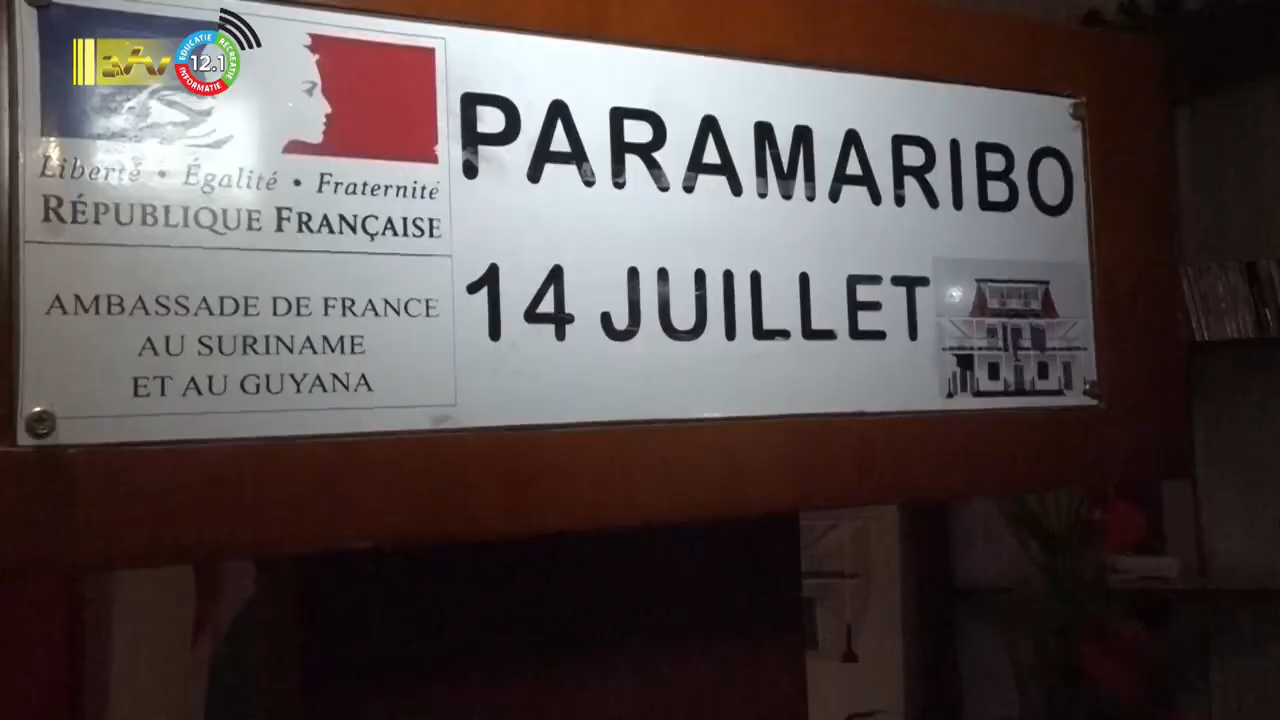 EDUCATIE
RECREATIE
INFORMATIE
12.1
Liberté • Égalité • Fraternité
RÉPUBLIQUE FRANÇAISE
AMBASSADE DE FRANCE
AU SURINAME
ET AU GUYANA
PARAMARIBO
14 JUILLET